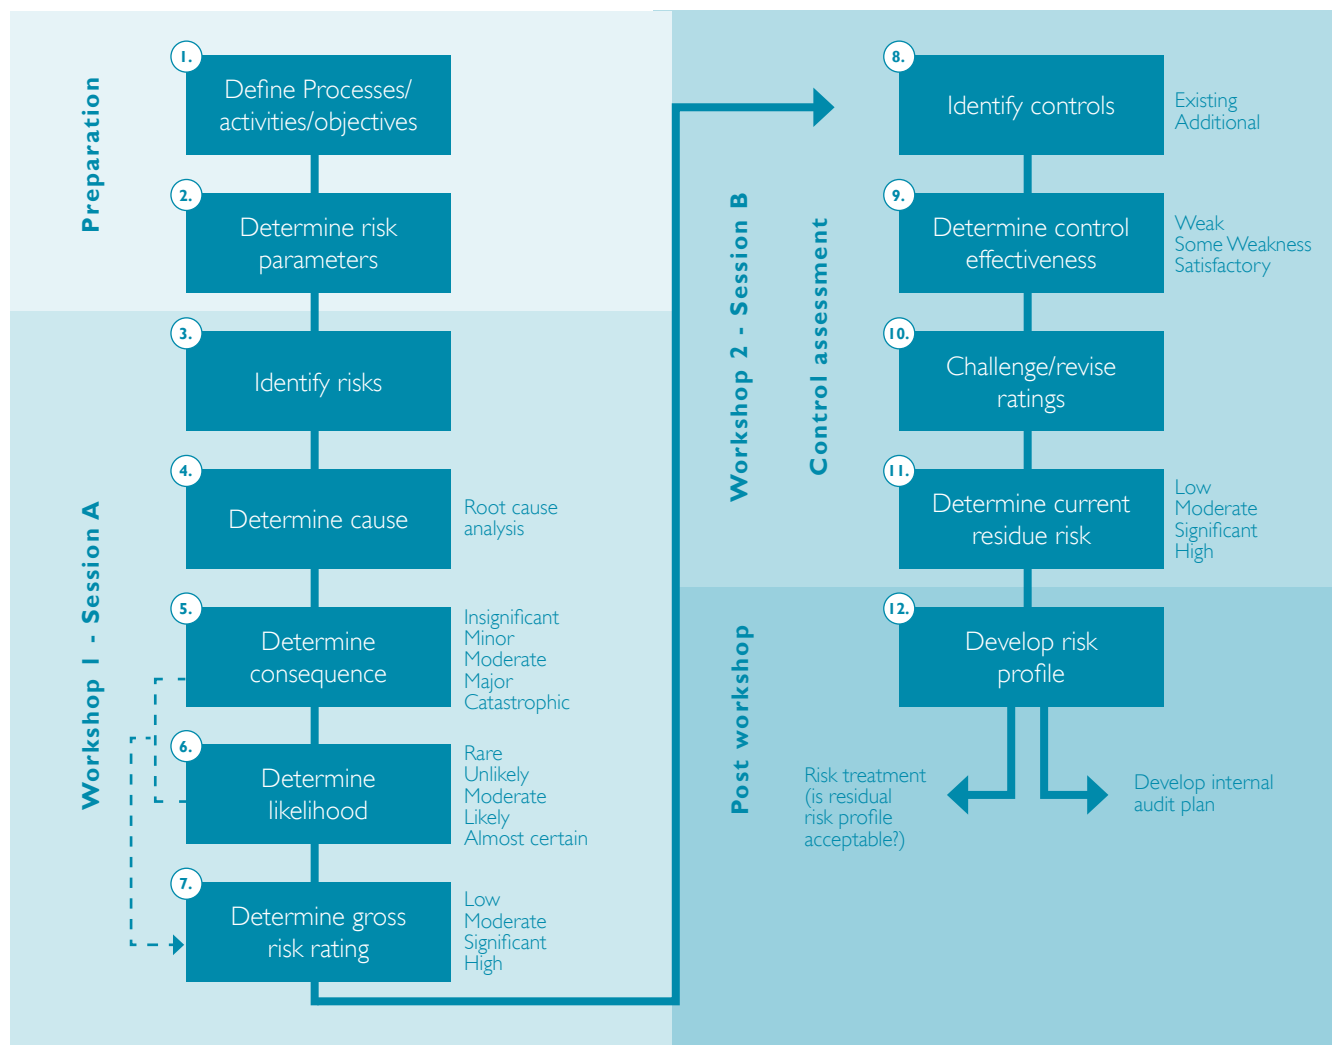 Preparation
1.
Define Processes/
activities/objectives
2.
Determine risk
parameters
Workshop 1 - Session A
3.
Identify risks
4.
Determine cause
Root cause
analysis
5.
Determine
consequence
Insignificant
Minor
Moderate
Major
Catastrophic
6.
Determine
likelihood
Rare
Unlikely
Moderate
Likely
Almost certain
7.
Determine gross
risk rating
Low
Moderate
Significant
High
Workshop 2 - Session B
Control assessment
8.
Identify controls
Existing
Additional
9.
Determine control
effectiveness
Weak
Some Weakness
Satisfactory
10.
Challenge/revise
ratings
11.
Determine current
residue risk
Low
Moderate
Significant
High
Post workshop
12.
Develop risk
profile
Risk treatment
(is residual
risk profile
acceptable?)
Develop internal
audit plan